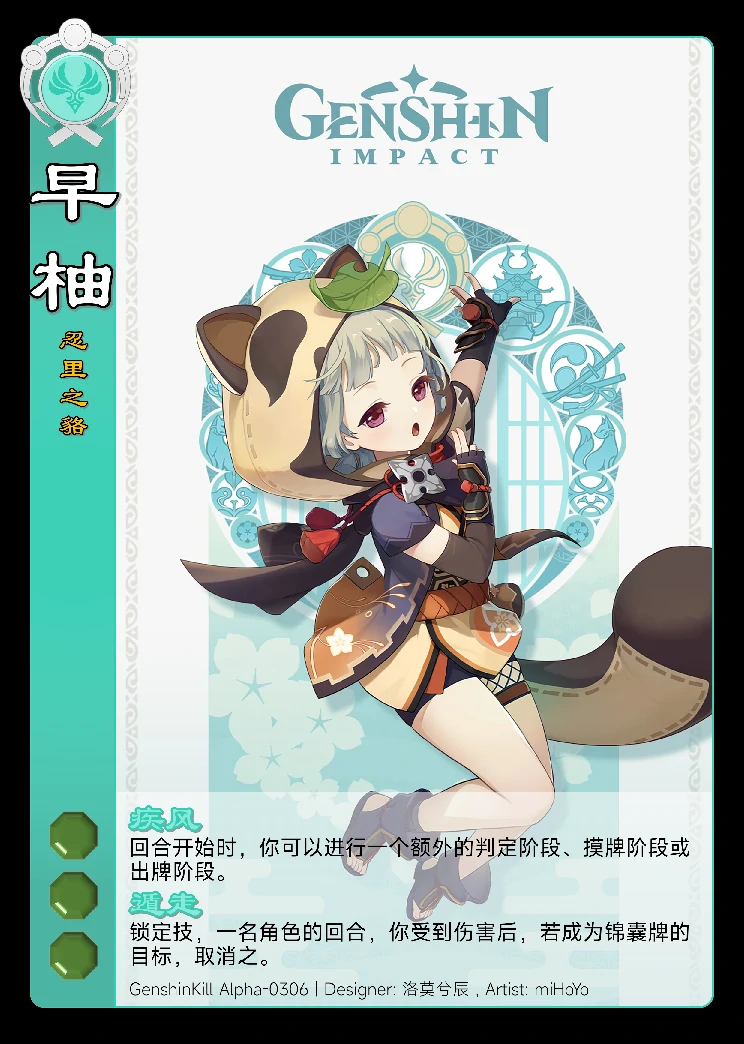 GENSHIN
IMPACT
早柚
忍里之貉
疾风
回合开始时，你可以进行一个额外的判定阶段、摸牌阶段或
出牌阶段。
遁走
锁定技，一名角色的回合，你受到伤害后，若成为锦囊牌的
目标，取消之。
GenshinKill Alpha-0306 | Designer: 洛莫兮辰 , Artist: miHoYo